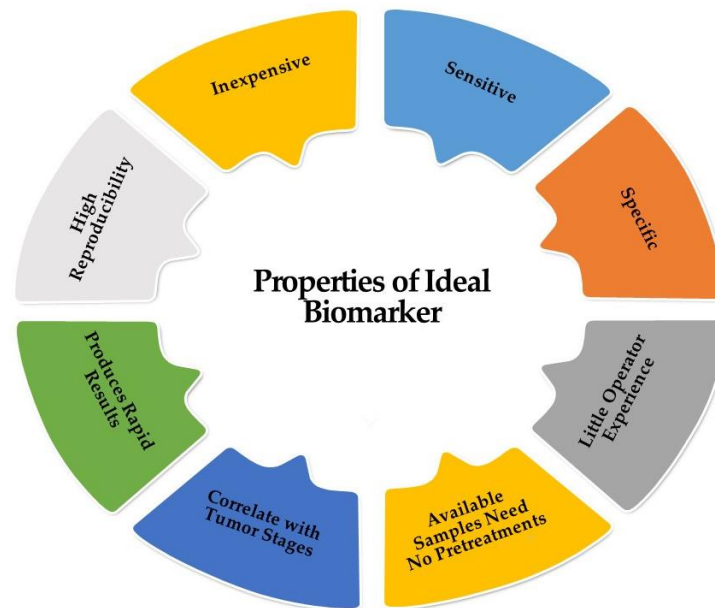 Inexpensive
Sensitive
High
Reproducibility
Specific
Properties of Ideal
Biomarker
Produces Rapid
Results
Little Operator
Experience
Correlate with
Tumor Stages
Available
Samples Need
No Pretreatments